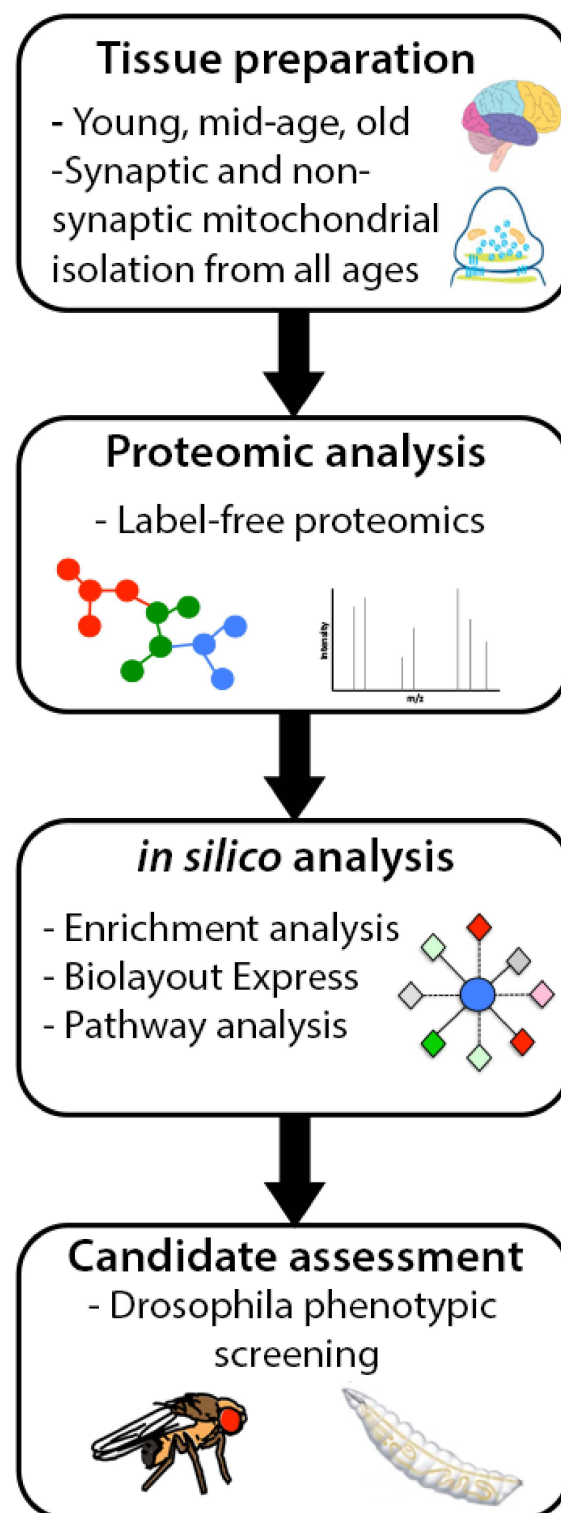 Tissue preparation
- Young, mid-age, old
-Synaptic and non-
synaptic mitochondrial
isolation from all ages
Proteomic analysis
- Label-free proteomics
Intensity
m/z
in silico analysis
- Enrichment analysis
- Biolayout Express
- Pathway analysis
Candidate assessment
- Drosophila phenotypic
screening